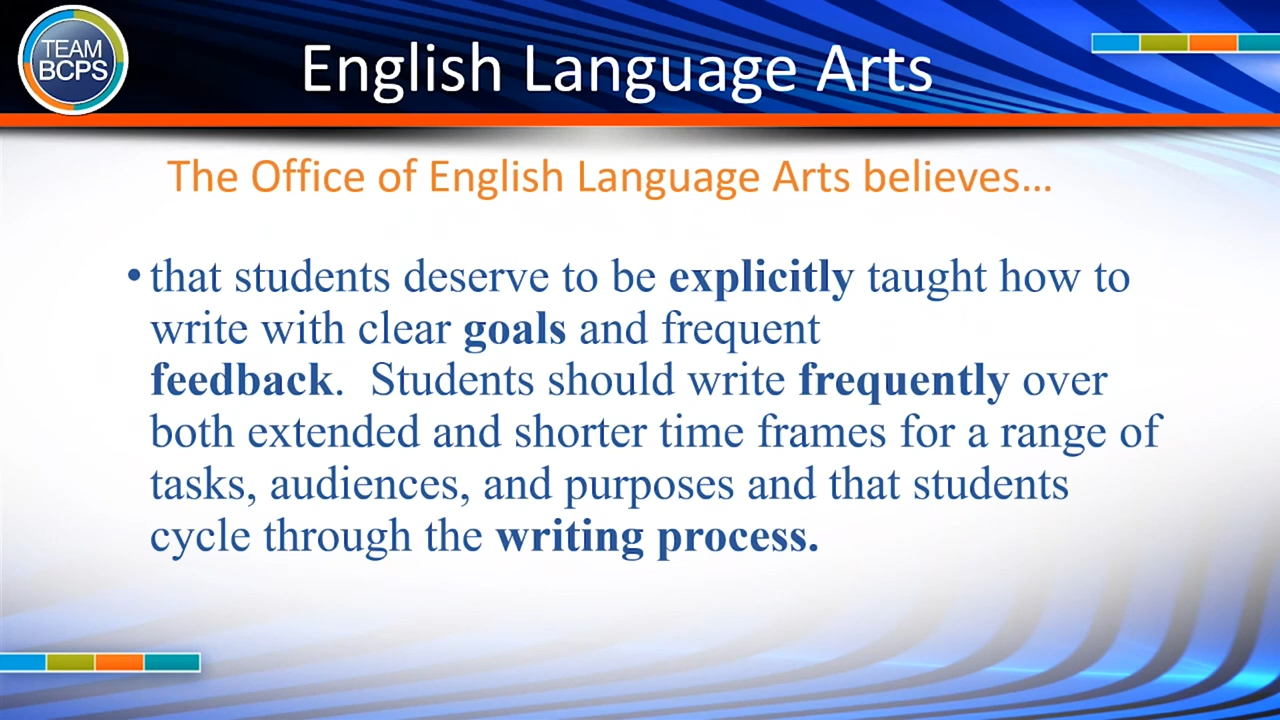 TEAM
BCPS
English Language Arts
The Office of English Language Arts believes...
• that students deserve to be explicitly taught how to
write with clear goals and frequent
feedback.  Students should write frequently over
both extended and shorter time frames for a range of
tasks, audiences, and purposes and that students
cycle through the writing process.